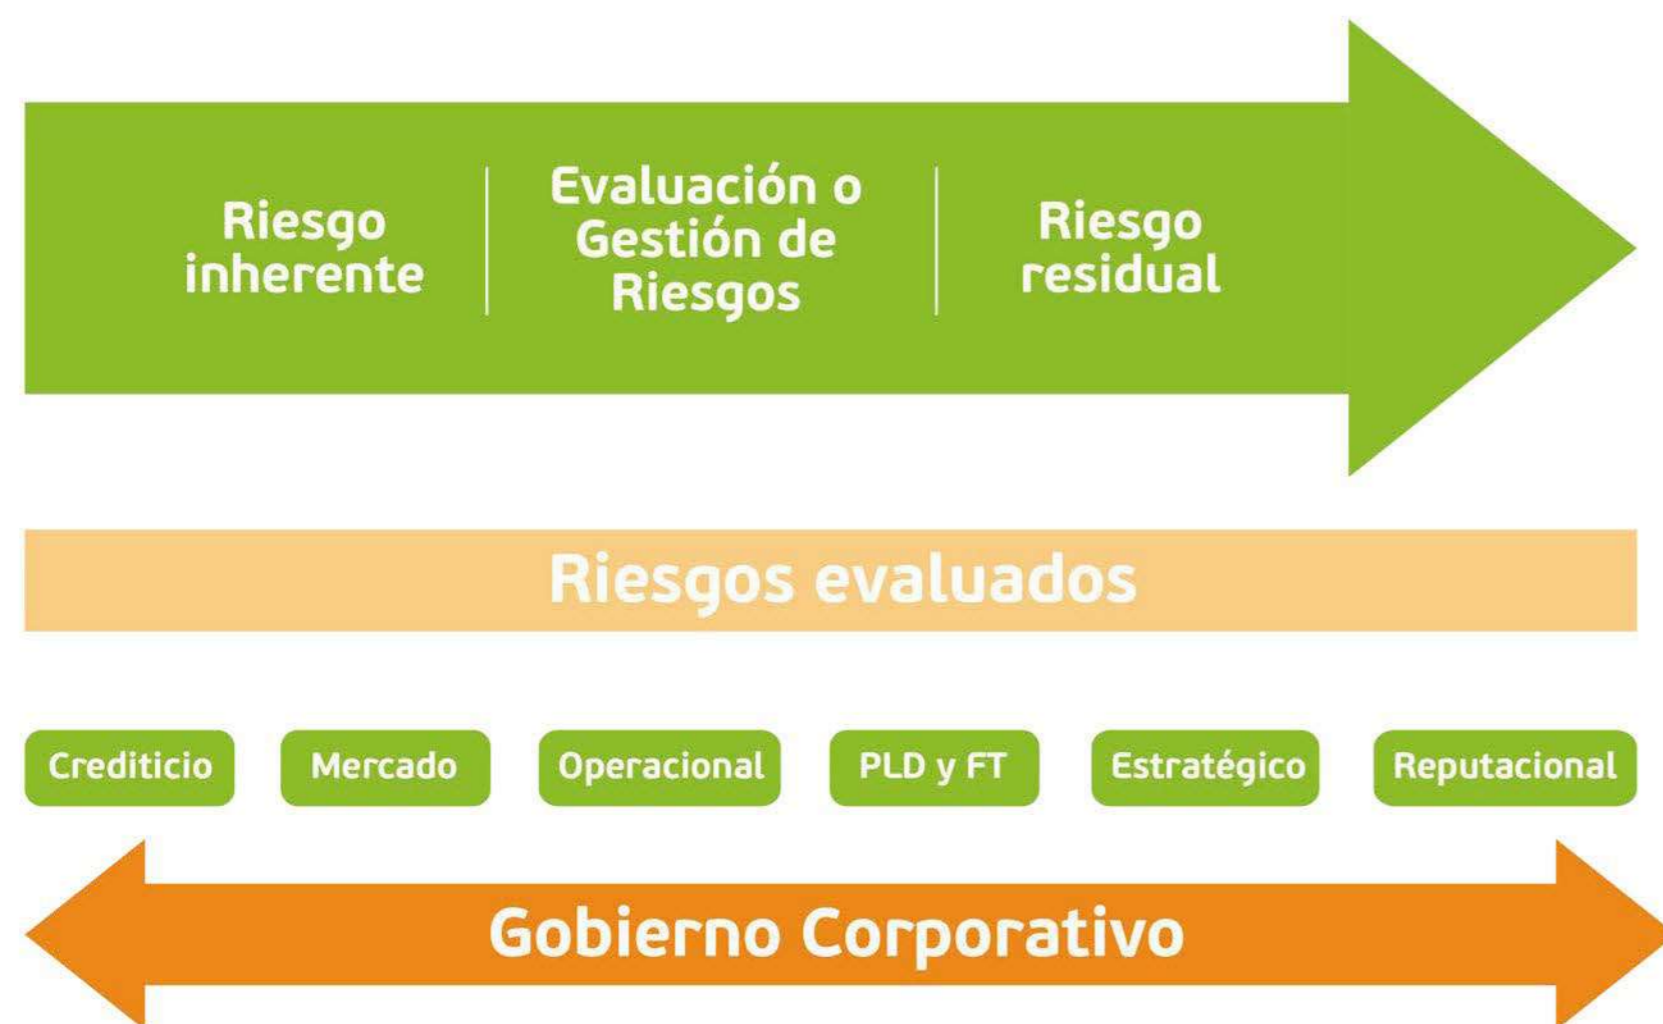 Riesgo
inherente
Evaluación o
Gestión de
Riesgos
Riesgo
residual
Riesgos evaluados
Crediticio
Mercado
Operacional
PLD y FT
Estratégico
Reputacional
Gobierno Corporativo